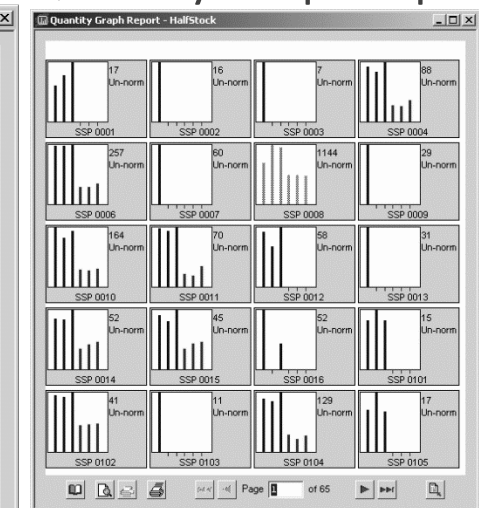 Quantity Graph Report - HalfStock
17
Un-norm
SSP 0001
16
Un-norm
SSP 0002
7
Un-norm
SSP 0003
88
Un-norm
SSP 0004
257
Un-norm
SSP 0006
60
Un-norm
SSP 0007
1144
Un-norm
SSP 0008
29
Un-norm
SSP 0009
164
Un-norm
SSP 0010
70
Un-norm
SSP 0011
58
Un-norm
SSP 0012
31
Un-norm
SSP 0013
52
Un-norm
SSP 0014
45
Un-norm
SSP 0015
52
Un-norm
SSP 0016
15
Un-norm
SSP 0101
41
Un-norm
SSP 0102
11
Un-norm
SSP 0103
129
Un-norm
SSP 0104
17
Un-norm
SSP 0105
Page 1 of 65